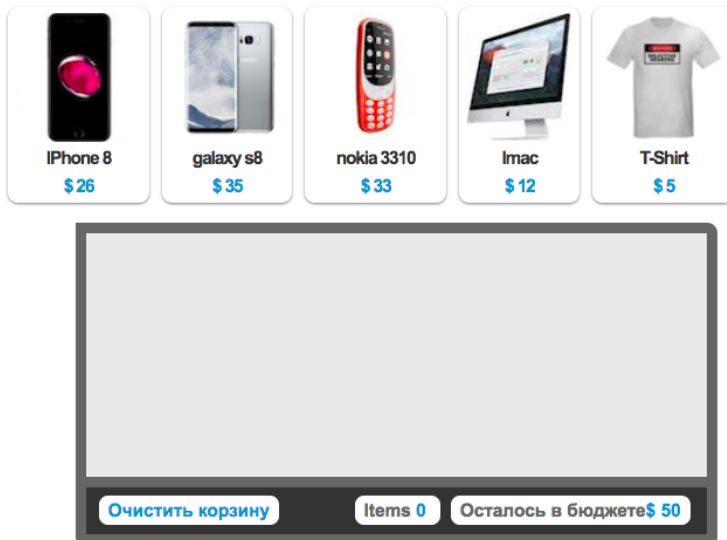 IPhone 8
$ 26
galaxy s8
$ 35
nokia 3310
$ 33
Imac
$ 12
T-Shirt
$ 5
Очистить корзину
Items 0
Осталось в бюджете$ 50